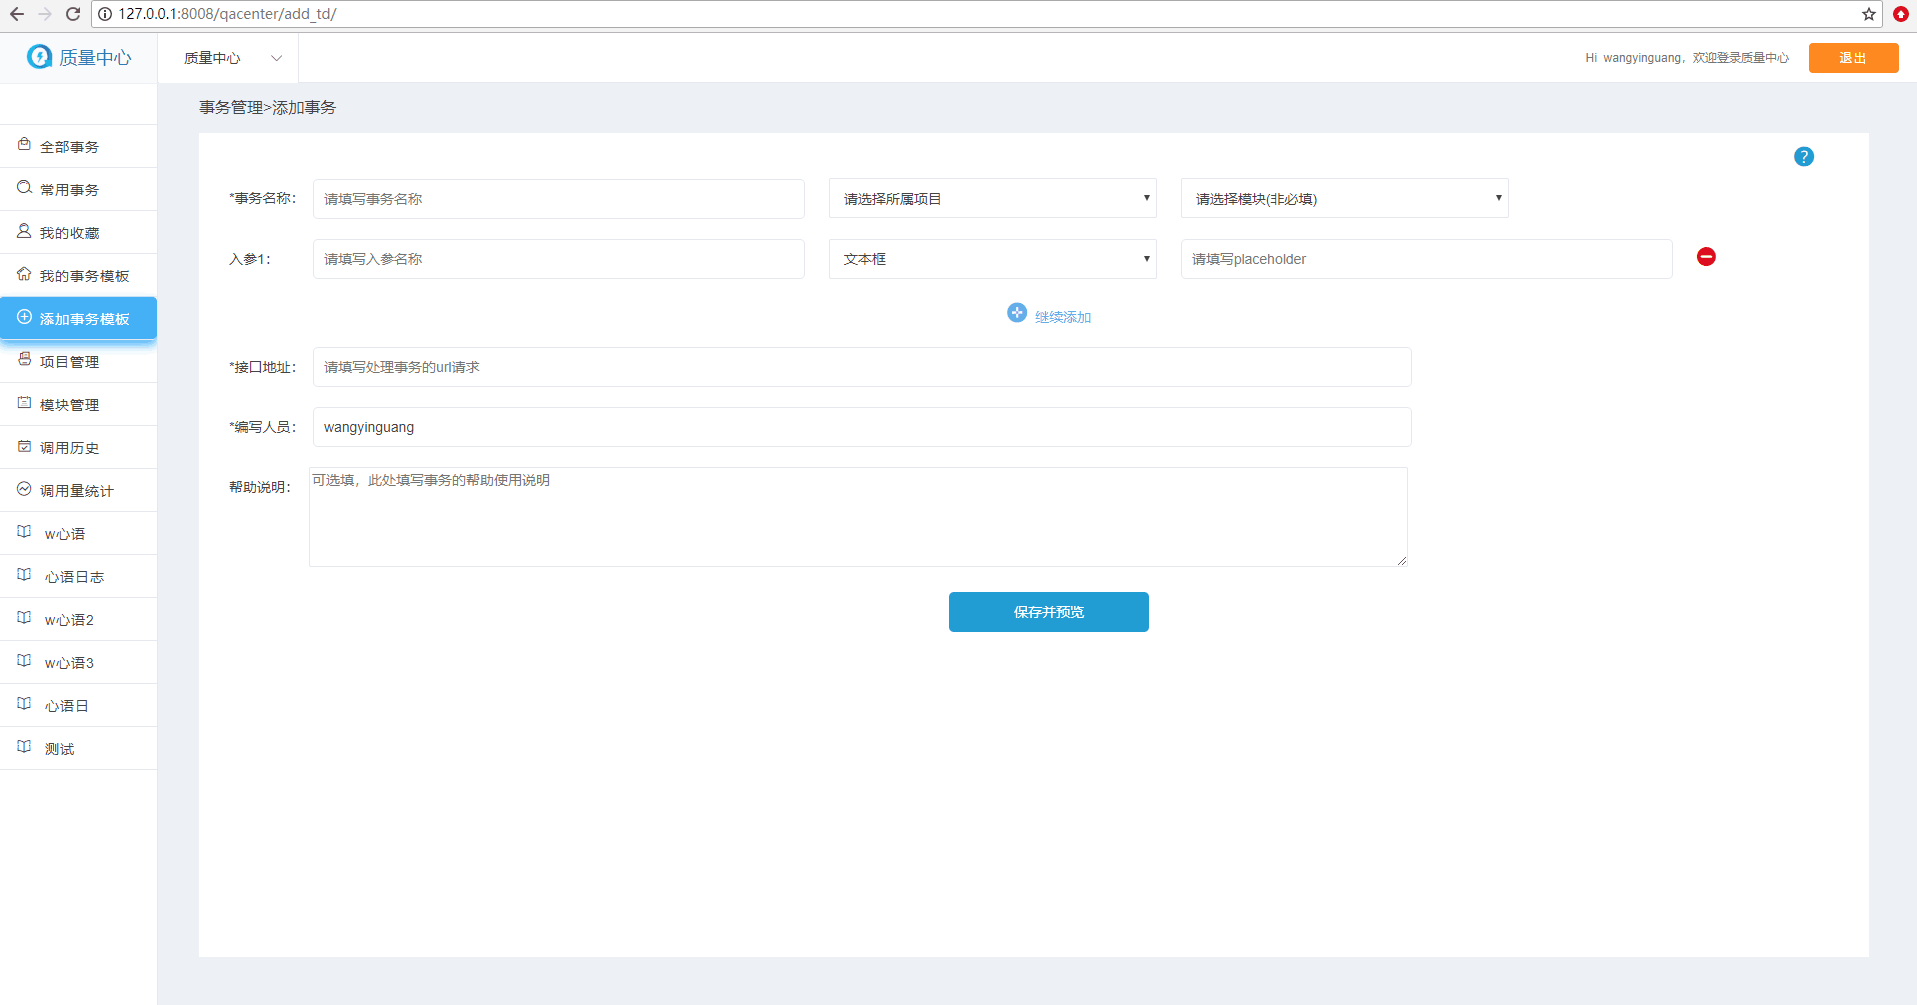 127.0.0.1:8008/qacenter/add_td/
质量中心
质量中心
Hi wangyinguang，欢迎登录质量中心
退出
事务管理>添加事务
全部事务
常用事务
我的收藏
我的事务模板
添加事务模板
项目管理
模块管理
调用历史
调用量统计
w心语
心语日志
w心语2
w心语3
心语日
测试
?
*事务名称：
请填写事务名称
请选择所属项目
请选择模块(非必填)
入参1：
请填写入参名称
文本框
请填写placeholder
继续添加
*接口地址：
请填写处理事务的url请求
*编写人员：
wangyinguang
帮助说明：
可选填，此处填写事务的帮助使用说明
保存并预览